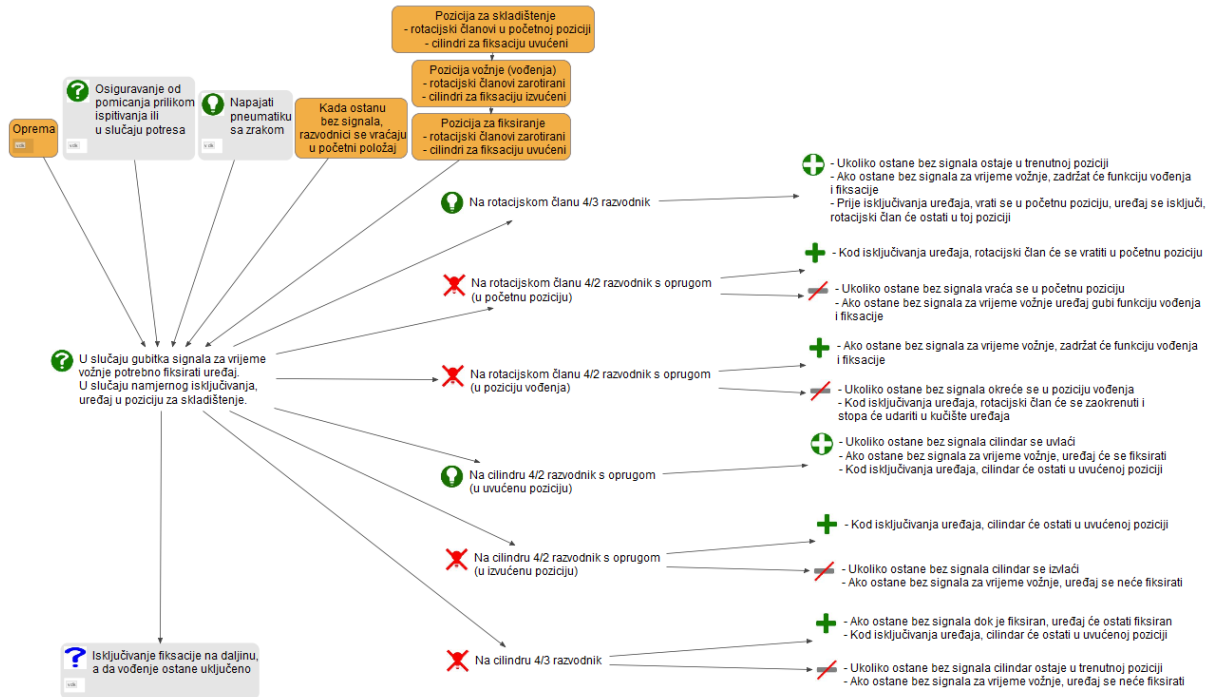 Pozicija za skladištenje
- rotacijski članovi u početnoj poziciji
- cilindri za fiksaciju uvućeni
Pozicija vožnje (vođenja)
- rotacijski članovi zarotirani
- cilindri za fiksaciju izvućeni
Pozicija za fiksiranje
- rotacijski članovi zarotirani
- cilindri za fiksaciju uvućeni
Kada ostanu
bez signala,
razvodnici se vraćaju
u početni položaj
Napajati
pneumatiku
sa zrakom
Osiguravanje od
pomicanja prilikom
ispitivanja ili
u slučaju potresa
Oprema
U slučaju gubitka signala za vrijeme
vožnje potrebno fiksirati uređaj.
U slučaju namjernog isključivanja,
uređaj u poziciju za skladištenje.
Isključivanje fiksacije na daljinu,
a da vođenje ostane uključeno
Na rotacijskom članu 4/3 razvodnik
- Ukoliko ostane bez signala ostaje u trenutnoj poziciji
- Ako ostane bez signala za vrijeme vožnje, zadržat će funkciju vođenja
i fiksacije
- Prije isključivanja uređaja, vrati se u početnu poziciju, uređaj se isključi,
rotacijski član će ostati u toj poziciji
Na rotacijskom članu 4/2 razvodnik s oprugom
(u početnu poziciju)
- Kod isključivanja uređaja, rotacijski član će se vratiti u početnu poziciju
- Ukoliko ostane bez signala vraća se u početnu poziciju
- Ako ostane bez signala za vrijeme vožnje uređaj gubi funkciju vođenja
i fiksacije
Na rotacijskom članu 4/2 razvodnik s oprugom
(u poziciju vođenja)
- Ako ostane bez signala za vrijeme vožnje, zadržat će funkciju vođenja
i fiksacije
- Ukoliko ostane bez signala okreće se u poziciju vođenja
- Kod isključivanja uređaja, rotacijski član će se zaokrenuti i
stopa će udariti u kučište uređaja
Na cilindru 4/2 razvodnik s oprugom
(u uvućenu poziciju)
- Ukoliko ostane bez signala cilindar se uvlaći
- Ako ostane bez signala za vrijeme vožnje, uređaj će se fiksirati
- Kod isključivanja uređaja, cilindar će ostati u uvućenoj poziciji
Na cilindru 4/2 razvodnik s oprugom
(u izvućenu poziciju)
- Kod isključivanja uređaja, cilindar će ostati u uvućenoj poziciji
- Ukoliko ostane bez signala cilindar se izvlaći
- Ako ostane bez signala za vrijeme vožnje, uređaj se neće fiksirati
Na cilindru 4/3 razvodnik
- Ako ostane bez signala dok je fiksiran, uređaj će ostati fiksiran
- Kod isključivanja uređaja, cilindar će ostati u uvućenoj poziciji
- Ukoliko ostane bez signala cilindar ostaje u trenutnoj poziciji
- Ako ostane bez signala za vrijeme vožnje, uređaj se neće fiksirati